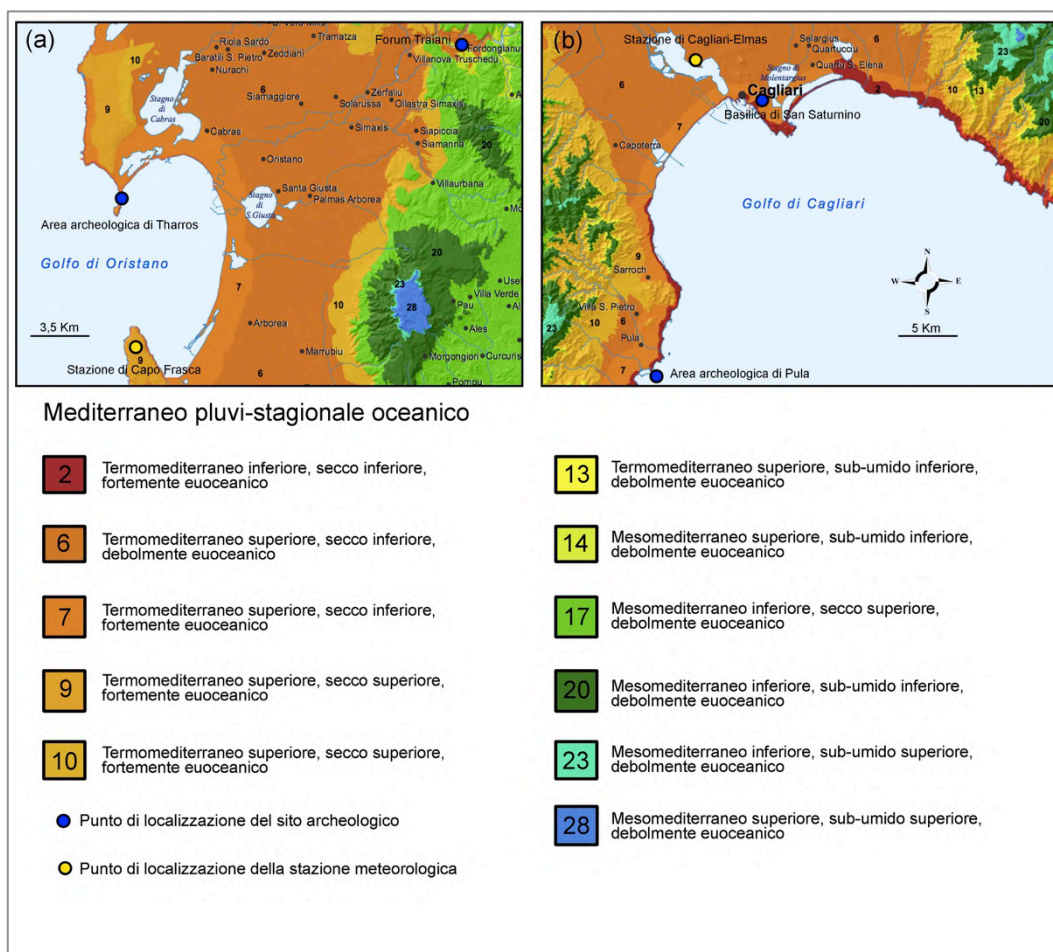 (a)
S. Vero Milis
Tramatza
Forum Traiani
Riola Sardo
Zeddiani
Fordongianus
Baratili S. Pietro
Villanova Truschedu
10
Nurachi
6
Zerfaliu
Siamaggiore
Solarussa
Ollastra Simaxis
Stagno
di
Cabras
9
Cabras
Simaxis
Siapiccia
Siamanna
20
Oristano
Santa Giusta
Villaurbana
Stagno
di
S.Giusta
Palmas Arborea
Area archeologica di Tharros
20
Golfo di Oristano
23
7
10
28
Villa Verde
Pau
Arborea
Ales
3,5 Km
Marrubiu
Morgongiori
Curcuris
9
Stazione di Capo Frasca
6
Pompu
(b)
Stazione di Cagliari-Elmas
Selargius
6
23
Quartucciu
Quartu S. Elena
6
Stagno di
Molentargius
Cagliari
2
10
13
Basilica di San Saturnino
20
7
Capoterra
Golfo di Cagliari
9
Sarroch
N
W
E
S
Villa S. Pietro
23
10
6
5 Km
Pula
7
Area archeologica di Pula
Mediterraneo pluvi-stagionale oceanico
2
Termomediterraneo inferiore, secco inferiore,
fortemente euoceanico
6
Termomediterraneo superiore, secco inferiore,
debolmente euoceanico
7
Termomediterraneo superiore, secco inferiore,
fortemente euoceanico
9
Termomediterraneo superiore, secco superiore,
fortemente euoceanico
10
Termomediterraneo superiore, secco superiore,
fortemente euoceanico
Punto di localizzazione del sito archeologico
Punto di localizzazione della stazione meteorologica
13
Termomediterraneo superiore, sub-umido inferiore,
debolmente euoceanico
14
Mesomediterraneo superiore, sub-umido inferiore,
debolmente euoceanico
17
Mesomediterraneo inferiore, secco superiore,
debolmente euoceanico
20
Mesomediterraneo inferiore, sub-umido inferiore,
debolmente euoceanico
23
Mesomediterraneo inferiore, sub-umido superiore,
debolmente euoceanico
28
Mesomediterraneo superiore, sub-umido superiore,
debolmente euoceanico